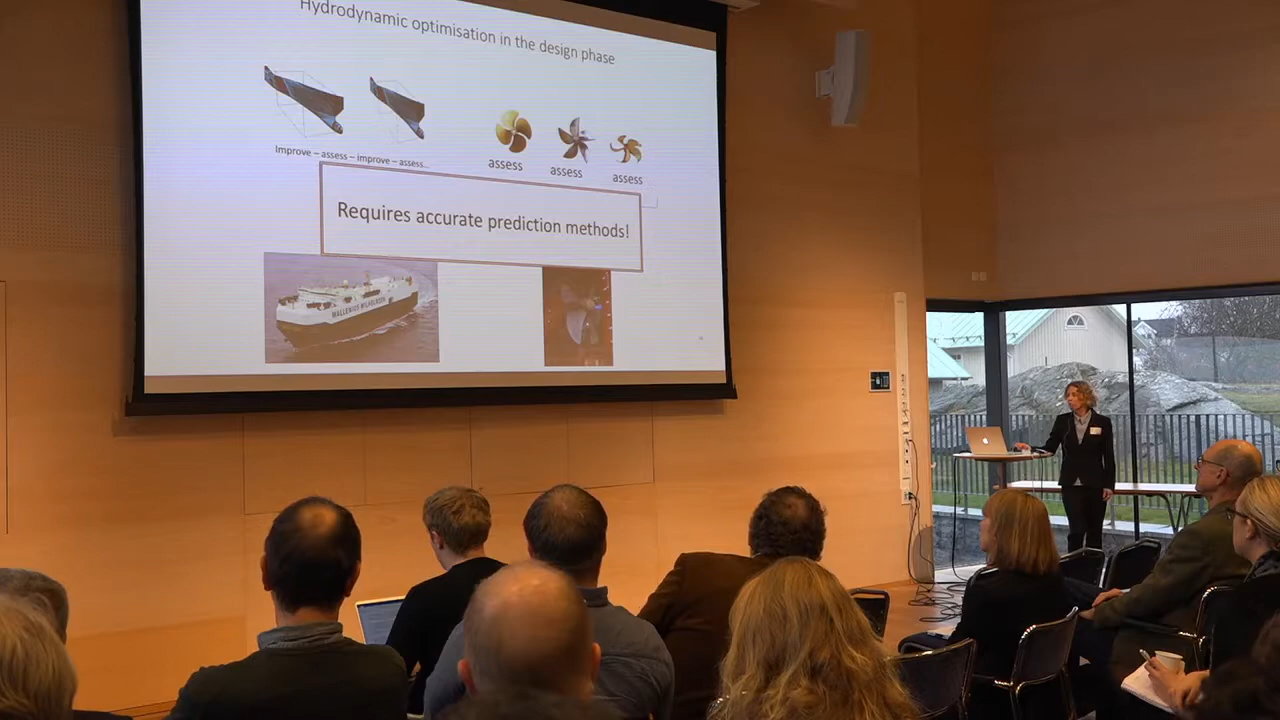 Hydrodynamic optimisation in the design phase
Improve – assess – improve – assess...
assess
assess
assess
Requires accurate prediction methods!
WALLENIUS WILHELMSEN